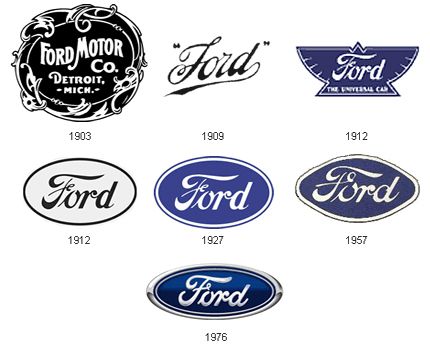 FORD MOTOR
CO.
DETROIT,
-MICH.-
1903
"Ford"
1909
Ford
THE UNIVERSAL CAR
1912
Ford
1912
Ford
1927
Ford
1957
Ford
1976